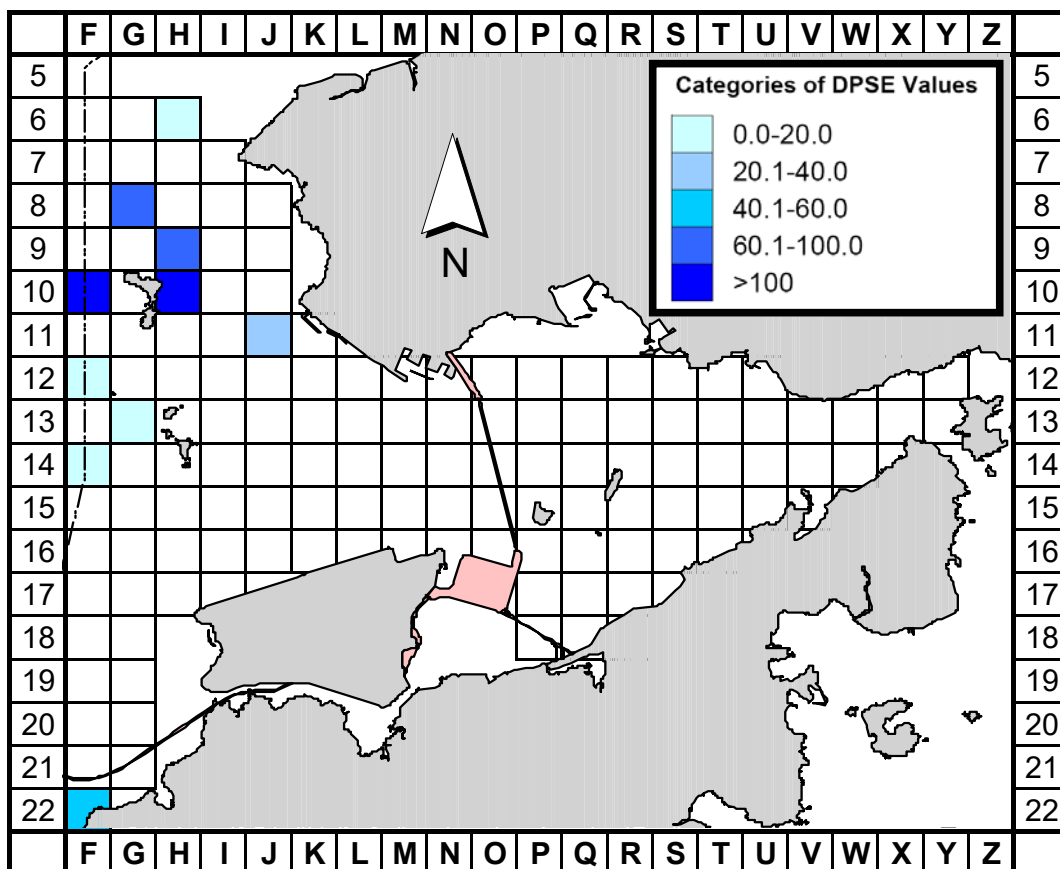 F G H I J K L M N O P Q R S T U V W X Y Z
5 5
Categories of DPSE Values
6 0.0-20.0 6
7 20.1-40.0 7
8 40.1-60.0 8
9 N 60.1-100.0 9
10 >100 10
11 11
12 12
13 13
14 14
15 15
16 16
17 17
18 18
19 19
20 20
21 21
22 22
F G H I J K L M N O P Q R S T U V W X Y Z